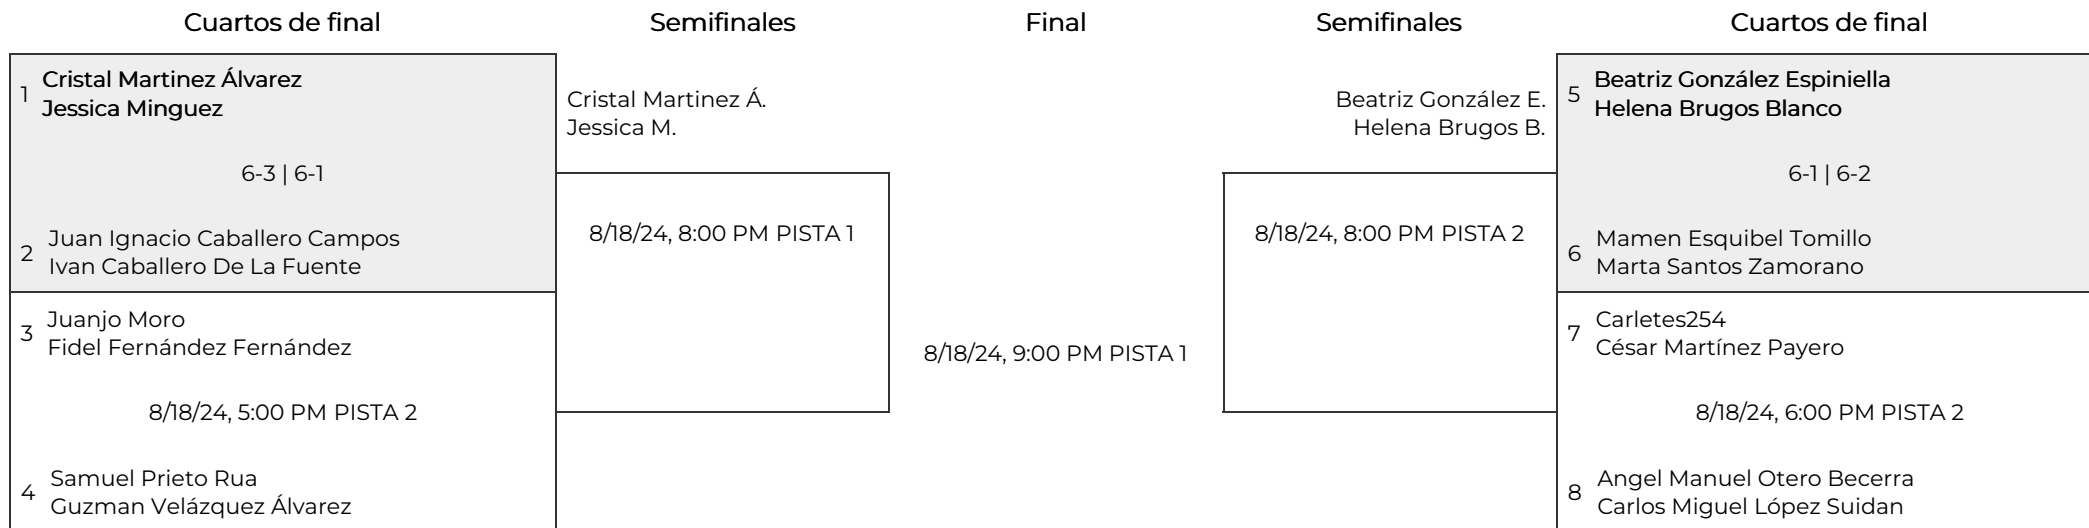 Cuartos de final
Semifinales
Final
Semifinales
Cuartos de final
1
Cristal Martinez Álvarez
Jessica Minguez
6-3 | 6-1
2
Juan Ignacio Caballero Campos
Ivan Caballero De La Fuente
3
Juanjo Moro
Fidel Fernández Fernández
8/18/24, 5:00 PM PISTA 2
4
Samuel Prieto Rua
Guzman Velázquez Álvarez
Cristal Martinez Á.
Jessica M.
8/18/24, 8:00 PM PISTA 1
8/18/24, 9:00 PM PISTA 1
Beatriz González E.
Helena Brugos B.
8/18/24, 8:00 PM PISTA 2
5
Beatriz González Espiniella
Helena Brugos Blanco
6-1 | 6-2
6
Mamen Esquibel Tomillo
Marta Santos Zamorano
7
Carletes254
César Martínez Payero
8/18/24, 6:00 PM PISTA 2
8
Angel Manuel Otero Becerra
Carlos Miguel López Suidan